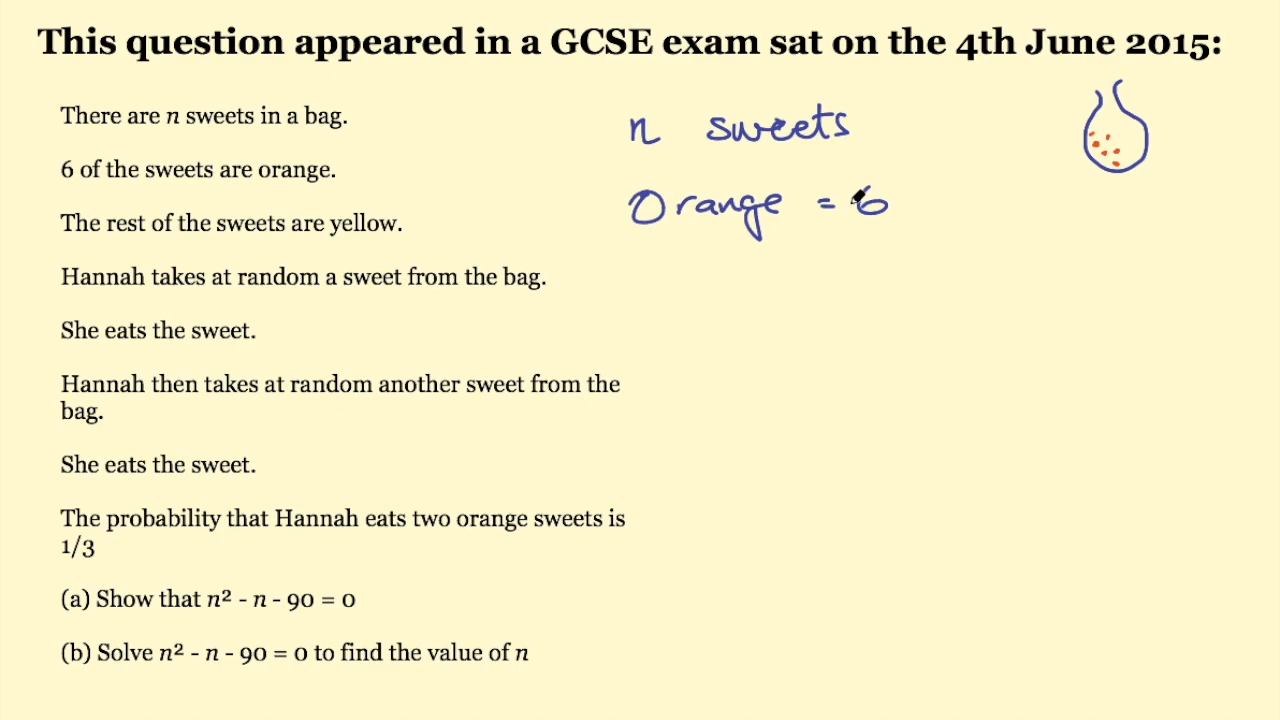 This question appeared in a GCSE exam sat on the 4th June 2015:
There are n sweets in a bag.
6 of the sweets are orange.
The rest of the sweets are yellow.
Hannah takes at random a sweet from the bag.
She eats the sweet.
Hannah then takes at random another sweet from the
bag.
She eats the sweet.
The probability that Hannah eats two orange sweets is
1/3
(a) Show that n² - n - 90 = 0
(b) Solve n² - n - 90 = 0 to find the value of n
n sweets
Orange = 6